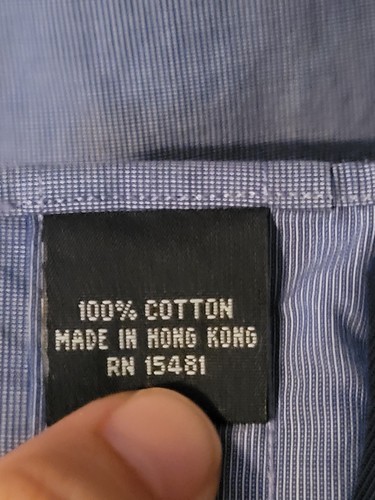 100% COTTON
MADE IN HONG KONG
RN 15481